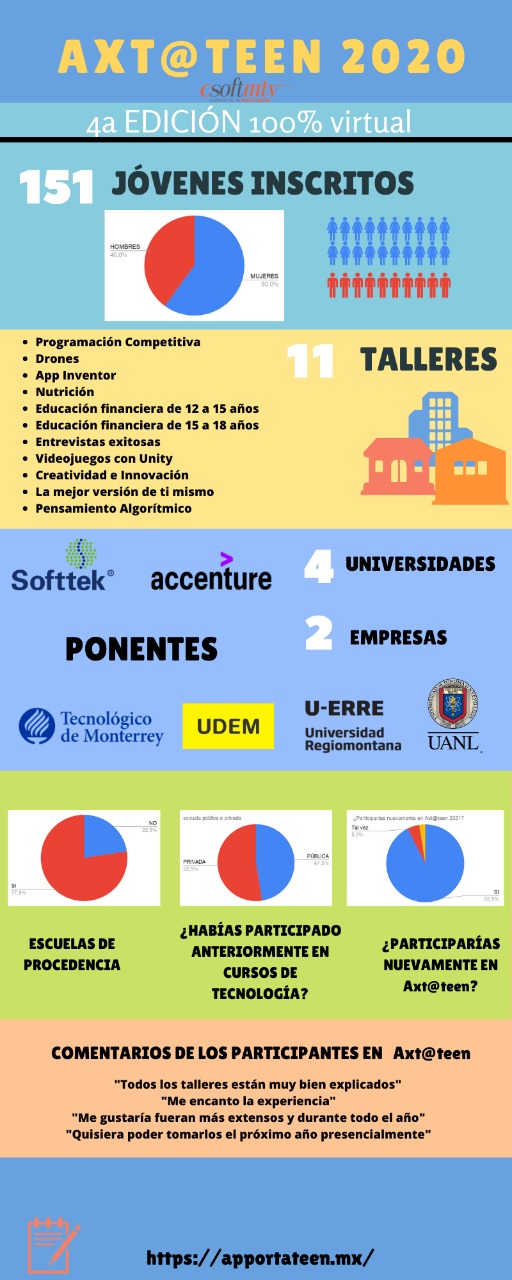 AXT@TEEN 2020
csoftmty
4a EDICIÓN 100% virtual
151 JÓVENES INSCRITOS
HOMBRES
40,0%
MUJERES
60,0%
Programación Competitiva
Drones
App Inventor
Nutrición
Educación financiera de 12 a 15 años
Educación financiera de 15 a 18 años
Entrevistas exitosas
Videojuegos con Unity
Creatividad e Innovación
La mejor versión de ti mismo
Pensamiento Algorítmico
11 TALLERES
Softtek®
accenture
4 UNIVERSIDADES
PONENTES
2 EMPRESAS
Tecnológico
de Monterrey
UDEM
U-ERRE
Universidad
Regiomontana
UANL
NO
22,5%
SI
77,5%
escuela pública o privada
PRIVADA
52,5%
PÚBLICA
47,5%
¿Participarías nuevamente en Axt@teen 2021?
Tal vez
5,0%
SI
92,5%
ESCUELAS DE
PROCEDENCIA
¿HABÍAS PARTICIPADO
ANTERIORMENTE EN
CURSOS DE
TECNOLOGÍA?
¿PARTICIPARÍAS
NUEVAMENTE EN
Axt@teen?
COMENTARIOS DE LOS PARTICIPANTES EN Axt@teen
"Todos los talleres están muy bien explicados"
"Me encanto la experiencia"
"Me gustaría fueran más extensos y durante todo el año"
"Quisiera poder tomarlos el próximo año presencialmente"
https://apportateen.mx/